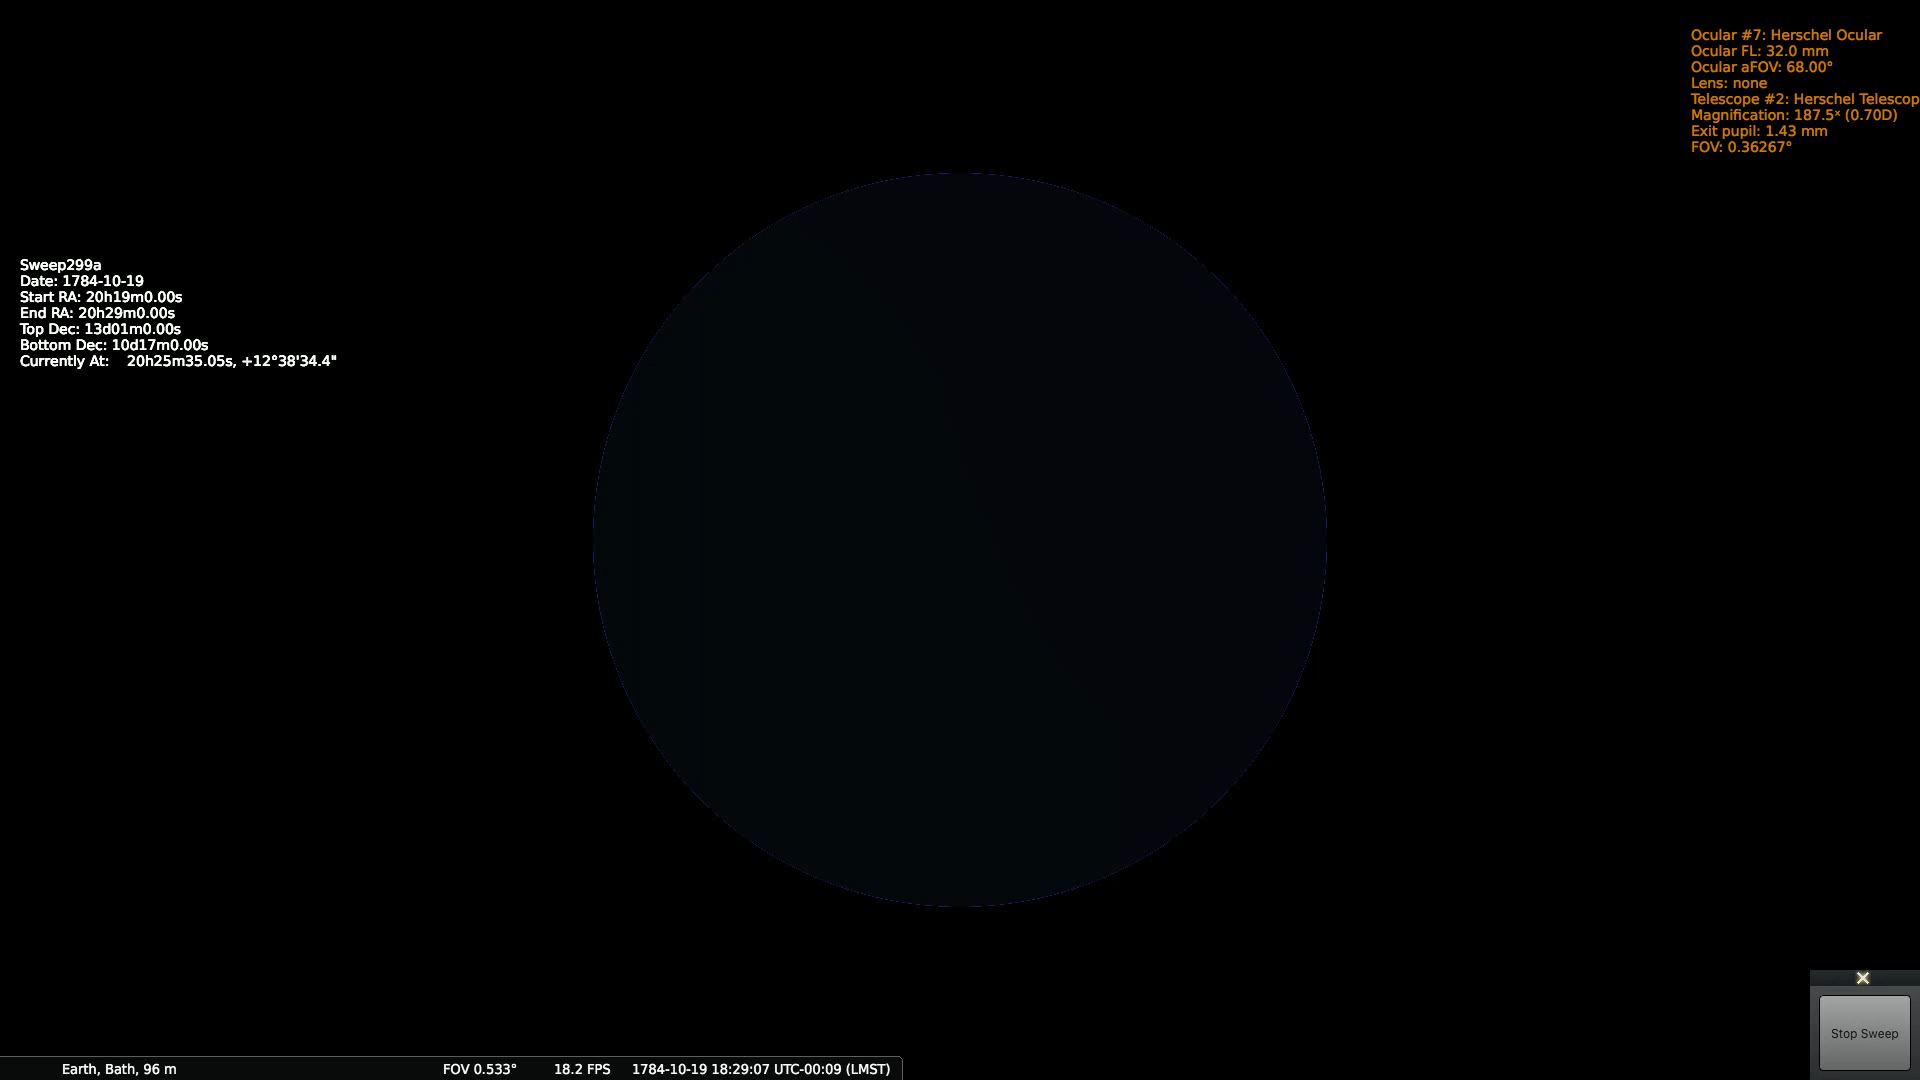 Ocular #7: Herschel Ocular
Ocular FL: 32.0 mm
Ocular aFOV: 68.00°
Lens: none
Telescope #2: Herschel Telescop
Magnification: 187.5ˣ (0.70D)
Exit pupil: 1.43 mm
FOV: 0.36267°
Sweep299a
Date: 1784-10-19
Start RA: 20h19m0.00s
End RA: 20h29m0.00s
Top Dec: 13d01m0.00s
Bottom Dec: 10d17m0.00s
Currently At: 20h25m35.05s, +12°38'34.4"
Stop Sweep
Earth, Bath, 96 m FOV 0.533° 18.2 FPS 1784-10-19 18:29:07 UTC-00:09 (LMST)